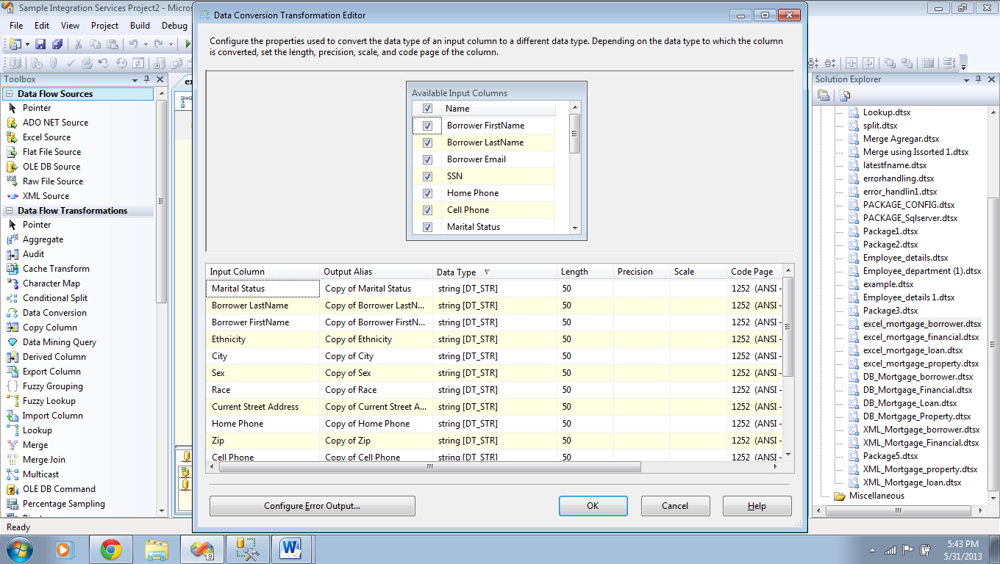 Sample Integration Services Project2 - Micros
File Edit View Project Build Debug
Toolbox
Data Flow Sources
Pointer
ADO NET Source
Excel Source
Flat File Source
OLE DB Source
Raw File Source
XML Source
Data Flow Transformations
Pointer
Aggregate
Audit
Cache Transform
Character Map
Conditional Split
Data Conversion
Copy Column
Data Mining Query
Derived Column
Export Column
Fuzzy Grouping
Fuzzy Lookup
Import Column
Lookup
Merge
Merge Join
Multicast
OLE DB Command
Percentage Sampling
Ready
ex
Data Conversion Transformation Editor
Configure the properties used to convert the data type of an input column to a different data type. Depending on the data type to which the column
is converted, set the length, precision, scale, and code page of the column.
Available Input Columns
Name
Borrower FirstName
Borrower LastName
Borrower Email
SSN
Home Phone
Cell Phone
Marital Status
Input Column Output Alias Data Type Length Precision Scale Code Page
Marital Status Copy of Marital Status string [DT_STR] 50 1252 (ANSI -
Borrower LastName Copy of Borrower LastN... string [DT_STR] 50 1252 (ANSI -
Borrower FirstName Copy of Borrower FirstN... string [DT_STR] 50 1252 (ANSI -
Ethnicity Copy of Ethnicity string [DT_STR] 50 1252 (ANSI -
City Copy of City string [DT_STR] 50 1252 (ANSI -
Sex Copy of Sex string [DT_STR] 50 1252 (ANSI -
Race Copy of Race string [DT_STR] 50 1252 (ANSI -
Current Street Address Copy of Current Street A... string [DT_STR] 50 1252 (ANSI -
Home Phone Copy of Home Phone string [DT_STR] 50 1252 (ANSI -
Zip Copy of Zip string [DT_STR] 50 1252 (ANSI -
Cell Phone Copy of Cell Phone string [DT_STR] 50 1252 (ANSI -
Configure Error Output... OK Cancel Help
Solution Explorer
Lookup.dtsx
split.dtsx
Merge Agregar.dtsx
Merge using Issorted 1.dtsx
latestfname.dtsx
errorhandling.dtsx
error_handlin1.dtsx
PACKAGE_CONFIG.dtsx
PACKAGE_Sqlserver.dtsx
Package1.dtsx
Package2.dtsx
Employee_details.dtsx
Employee_department (1).dtsx
example.dtsx
Employee_details 1.dtsx
Package3.dtsx
excel_mortgage_borrower.dtsx
excel_mortgage_financial.dtsx
excel_mortgage_loan.dtsx
excel_mortgage_property.dtsx
DB_Mortgage_borrower.dtsx
DB_Mortgage_Financial.dtsx
DB_Mortgage_Loan.dtsx
DB_Mortgage_Property.dtsx
XML_Mortgage_borrower.dtsx
XML_Mortgage_Financial.dtsx
Package5.dtsx
XML_Mortgage_property.dtsx
XML_Mortgage_loan.dtsx
Miscellaneous
5:43 PM
5/31/2013